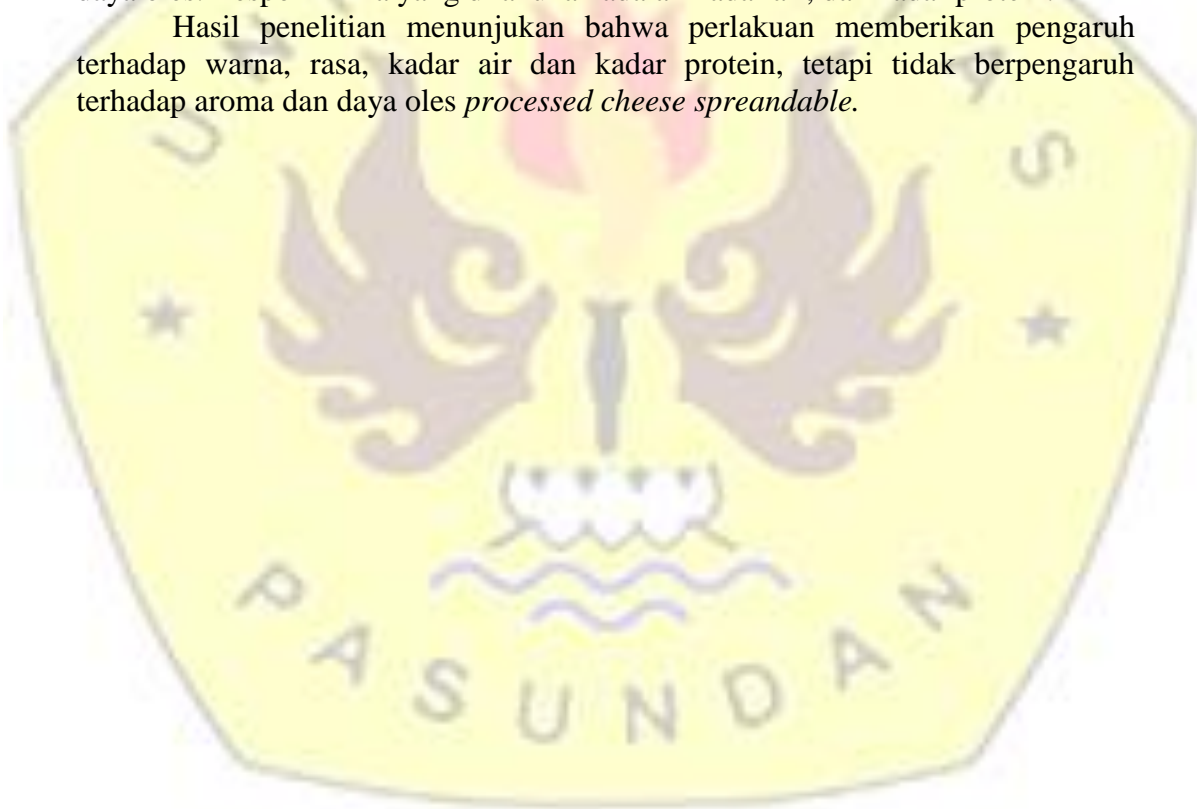 Hasil penelitian menunjukan bahwa perlakuan memberikan pengaruh
terhadap warna, rasa, kadar air dan kadar protein, tetapi tidak berpengaruh
terhadap aroma dan daya oles processed cheese spreandable.
PASUNDAN